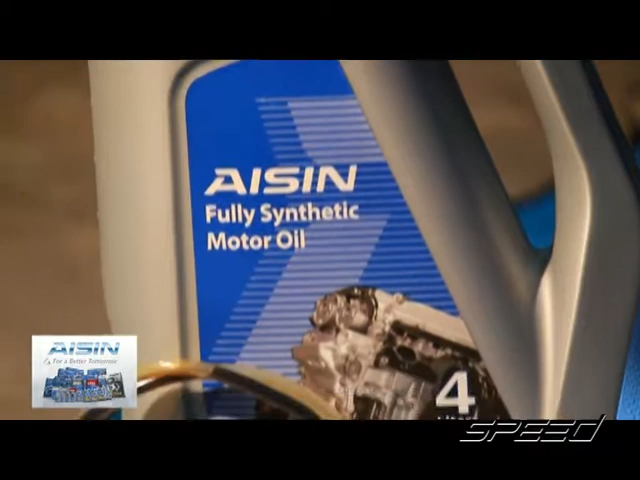 AISIN
Fully Synthetic
Motor Oil
4
AISIN
For a Better Tomorrow
SPEED